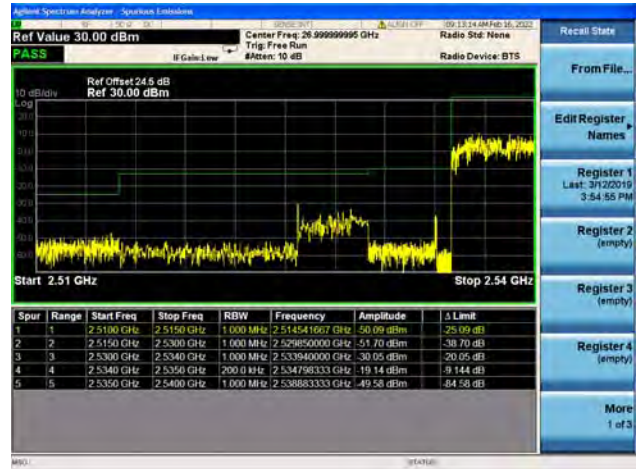 Agilent Spectrum Analyzer Spurious Emissions
ALIGN OFF
09:13:14 AM Feb 16, 2022
Ref Value 30.00 dBm
Center Freq: 26.999999995 GHz
Radio Std: None
Recall State
PASS
IFGain:Low
Trig: Free Run
#Atten: 10 dB
Radio Device: BTS
From File...
Ref Offset 24.5 dB
10 dB/div
Ref 30.00 dBm
Log
Edit Register
Names
Register 1
Last: 3/12/2019
3:54:55 PM
Register 2
(empty)
Start 2.51 GHz
Stop 2.54 GHz
Register 3
(empty)
Spur Range Start Freq Stop Freq RBW Frequency Amplitude Δ Limit
1 1 2.5100 GHz 2.5150 GHz 1.000 MHz 2.514541667 GHz -50.09 dBm -25.09 dB
2 2 2.5150 GHz 2.5300 GHz 1.000 MHz 2.529850000 GHz -51.70 dBm -38.70 dB
3 3 2.5300 GHz 2.5340 GHz 1.000 MHz 2.533940000 GHz -30.05 dBm -20.05 dB
4 4 2.5340 GHz 2.5350 GHz 200.0 kHz 2.534798333 GHz -19.14 dBm -9.144 dB
5 5 2.5350 GHz 2.5400 GHz 1.000 MHz 2.538883333 GHz -49.58 dBm -84.58 dB
Register 4
(empty)
More
1 of 3
MSG
STATUS